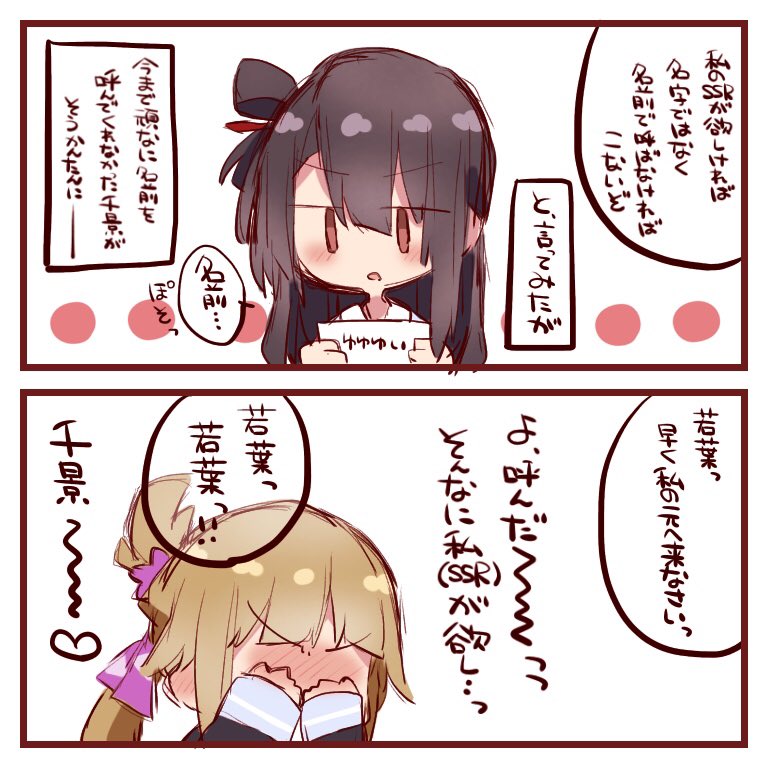 私のSSRが欲しければ
名字ではなく
名前で呼ばなければ
こないぞ
と、言ってみたが
ゆゆゆい
名前…
ぽそっ
今まで頑なに名前を
呼んでくれなかった千景が
そうかんたんに――
若葉っ
早く私の元へ来なさいっ
よ、呼んだ～～～っっ
そんなに私(SSR)が欲し…っ
若葉っ
若葉っ…!
千景～～～♡